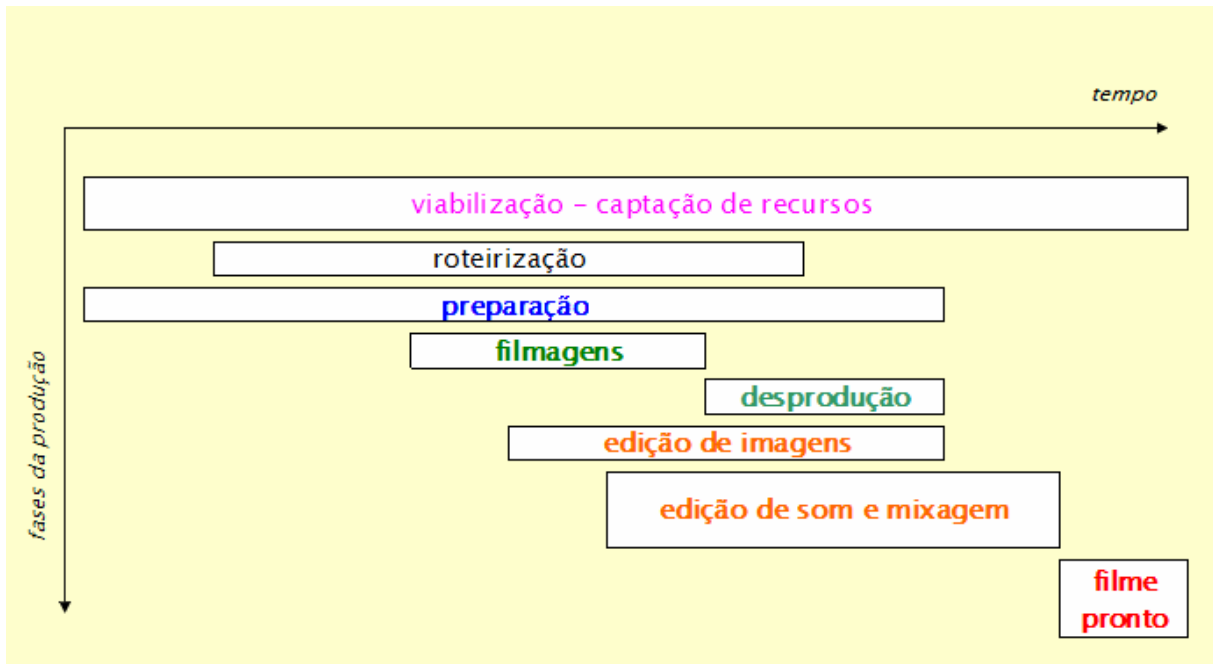 tempo
viabilização – captação de recursos
roteirização
preparação
filmagens
desprodução
edição de imagens
edição de som e mixagem
filme
pronto
fases da produção